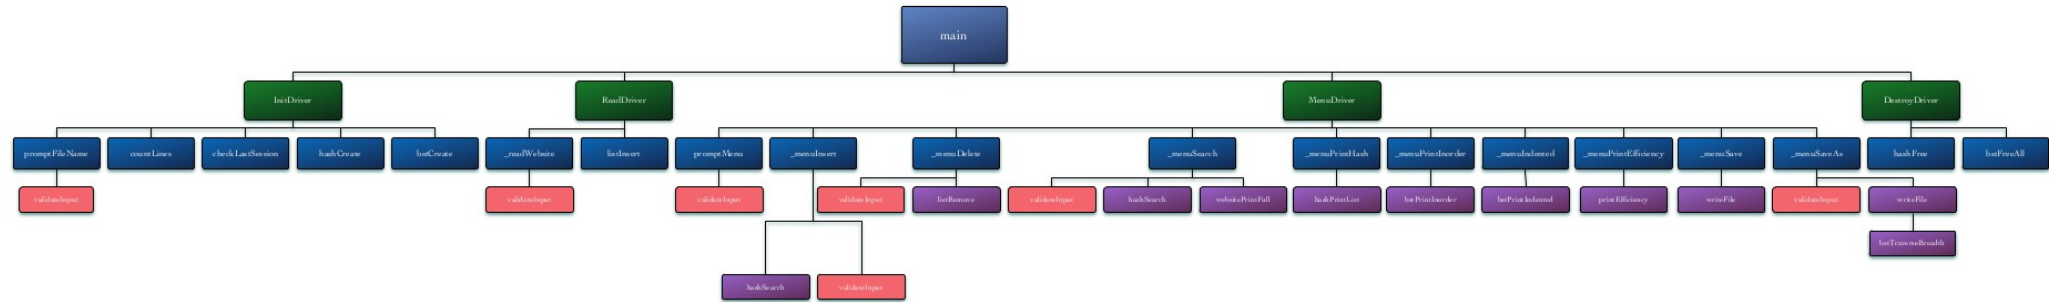 main
InitDriver
ReadDriver
MenuDriver
DestroyDriver
promptFileName
countLines
checkLastSession
hashCreate
bstCreate
_readWebsite
listInsert
promptMenu
_menuInsert
_menuDelete
_menuSearch
_menuPrintHash
_menuPrintInorder
_menuIndented
_menuPrintEfficiency
_menuSave
_menuSaveAs
hashFree
bstFreeAll
validateInput
validateInput
validateInput
validateInput
listRemove
validateInput
hashSearch
websitePrintFull
hashPrintList
bstPrintInorder
bstPrintIndented
printEfficiency
writeFile
validateInput
writeFile
bstTraverseBreadth
hashSearch
validateInput